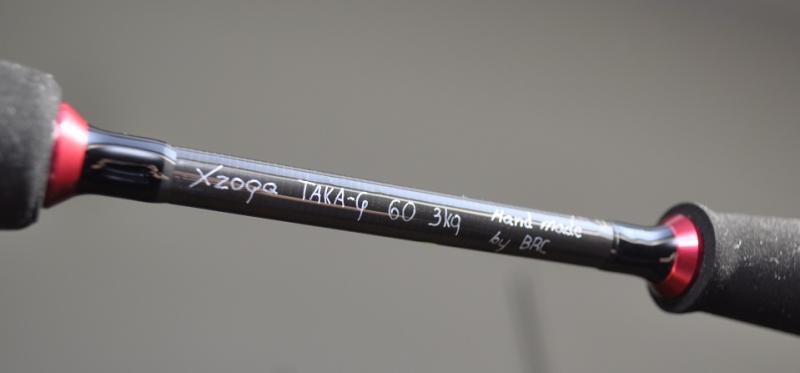 Xzoga TAKA-G 60 3kg Hand made
by BRC